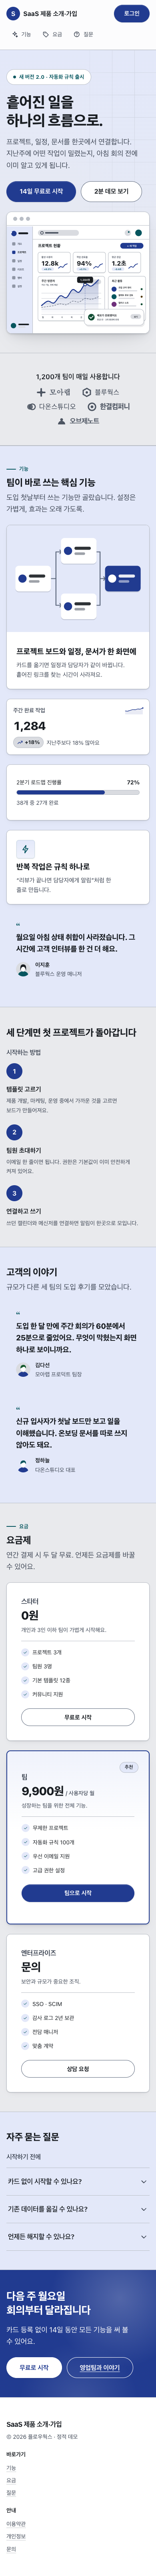 S SaaS 제품 소개·가입
로그인
기능
요금
질문
새 버전 2.0 · 자동화 규칙 출시
흩어진 일을
하나의 흐름으로.
프로젝트, 일정, 문서를 한곳에서 연결합니다.
지난주에 어떤 작업이 밀렸는지, 아침 회의 전에
이미 알고 있게 됩니다.
14일 무료로 시작
2분 데모 보기
프로젝트 현황
12.8k
94%
1.2초
1,200개 팀이 매일 사용합니다
모아랩
블루웍스
다온스튜디오
한결컴퍼니
오브제노트
기능
팀이 바로 쓰는 핵심 기능
도입 첫날부터 쓰는 기능만 골랐습니다. 설정은
가볍게, 효과는 오래 가도록.
프로젝트 보드와 일정, 문서가 한 화면에
카드를 옮기면 일정과 담당자가 같이 바뀝니다.
흩어진 링크를 찾는 시간이 사라져요.
주간 완료 작업
1,284
+18%
지난주보다 18% 많아요
2분기 로드맵 진행률
72%
38개 중 27개 완료
반복 작업은 규칙 하나로
“리뷰가 끝나면 담당자에게 알림”처럼 한
줄로 만듭니다.
월요일 아침 상태 취합이 사라졌습니다. 그
시간에 고객 인터뷰를 한 건 더 해요.
이지훈
블루웍스 운영 매니저
세 단계면 첫 프로젝트가 돌아갑니다
시작하는 방법
1
템플릿 고르기
제품 개발, 마케팅, 운영 중에서 가까운 것을 고르면
보드가 만들어져요.
2
팀원 초대하기
이메일 한 줄이면 됩니다. 권한은 기본값이 이미 안전하게
켜져 있어요.
3
연결하고 쓰기
쓰던 캘린더와 메신저를 연결하면 알림이 한곳으로 모입니다.
고객의 이야기
규모가 다른 세 팀의 도입 후기를 모았습니다.
도입 한 달 만에 주간 회의가 60분에서
25분으로 줄었어요. 무엇이 막혔는지 화면
하나로 보이니까요.
김다선
모아랩 프로덕트 팀장
신규 입사자가 첫날 보드만 보고 일을
이해했습니다. 온보딩 문서를 따로 쓰지
않아도 돼요.
정하늘
다온스튜디오 대표
요금
요금제
연간 결제 시 두 달 무료. 언제든 요금제를 바꿀
수 있어요.
스타터
0원
개인과 3인 이하 팀이 가볍게 시작해요.
프로젝트 3개
팀원 3명
기본 템플릿 12종
커뮤니티 지원
무료로 시작
추천
팀
9,900원 / 사용자당 월
성장하는 팀을 위한 전체 기능.
무제한 프로젝트
자동화 규칙 100개
우선 이메일 지원
고급 권한 설정
팀으로 시작
엔터프라이즈
문의
보안과 규모가 중요한 조직.
SSO · SCIM
감사 로그 2년 보관
전담 매니저
맞춤 계약
상담 요청
자주 묻는 질문
시작하기 전에
카드 없이 시작할 수 있나요?
기존 데이터를 옮길 수 있나요?
언제든 해지할 수 있나요?
다음 주 월요일
회의부터 달라집니다
카드 등록 없이 14일 동안 모든 기능을 써 볼
수 있어요.
무료로 시작
영업팀과 이야기
SaaS 제품 소개·가입
© 2026 플로우웍스 · 정적 데모
바로가기
기능
요금
질문
안내
이용약관
개인정보
문의